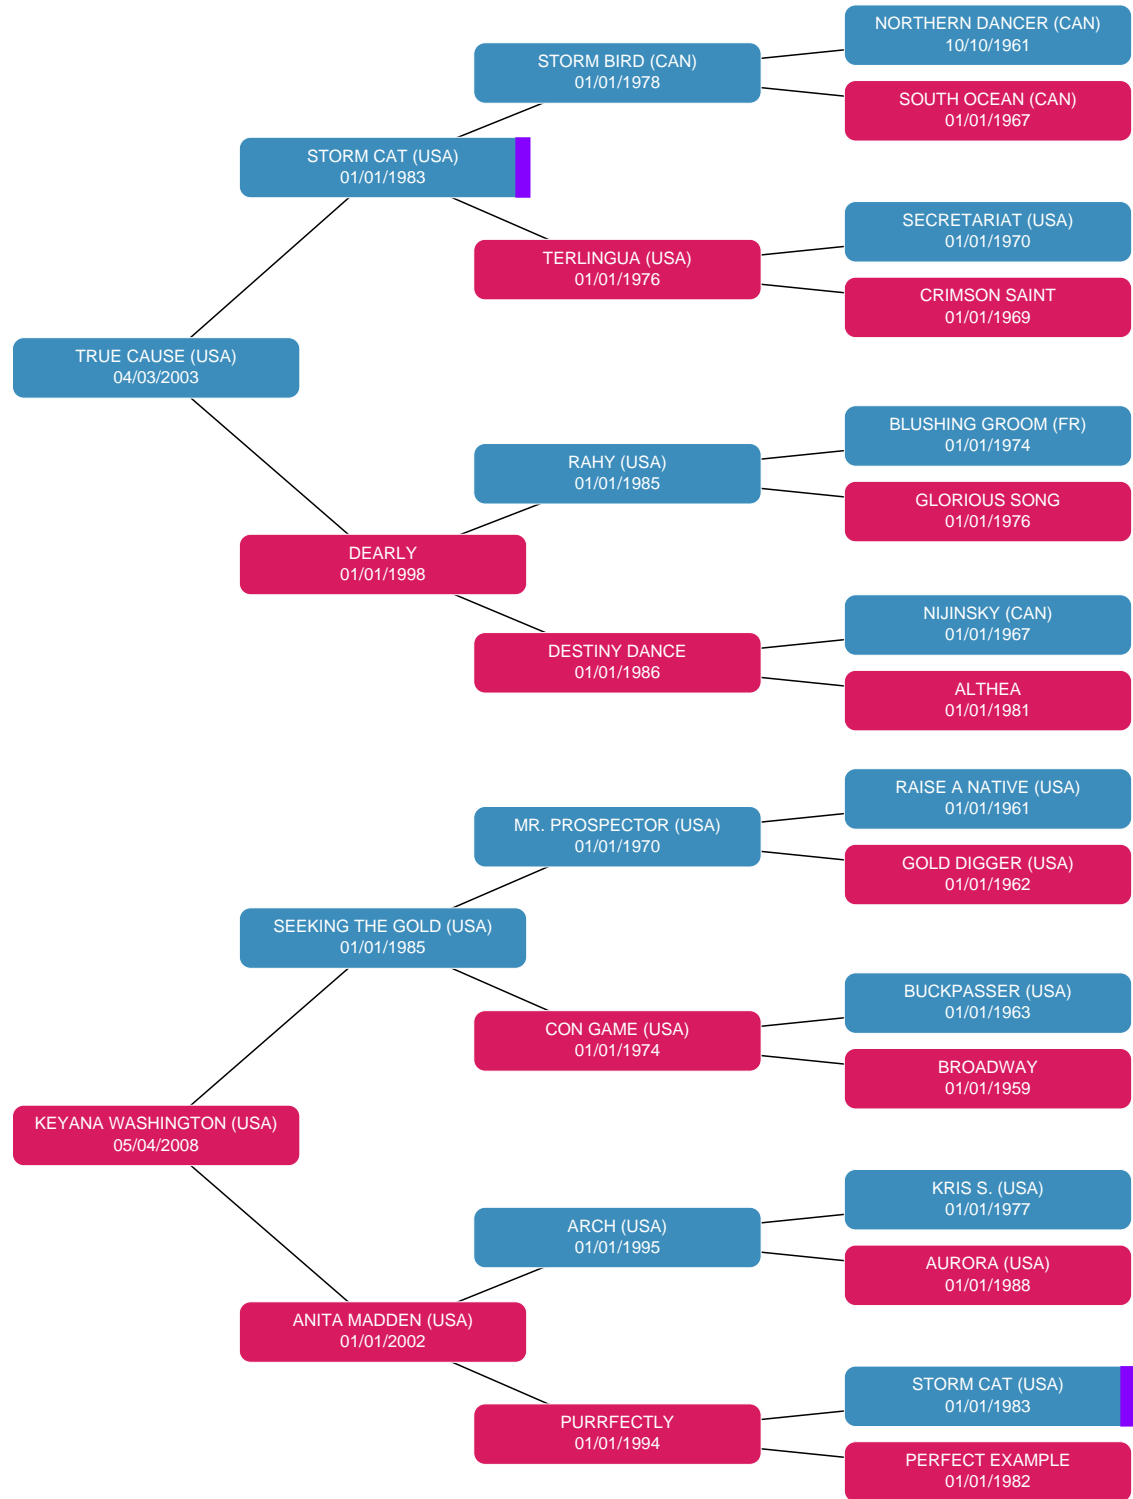 NORTHERN DANCER (CAN)
10/10/1961
STORM BIRD (CAN)
01/01/1978
SOUTH OCEAN (CAN)
01/01/1967
STORM CAT (USA)
01/01/1983
SECRETARIAT (USA)
01/01/1970
TERLINGUA (USA)
01/01/1976
CRIMSON SAINT
01/01/1969
TRUE CAUSE (USA)
04/03/2003
BLUSHING GROOM (FR)
01/01/1974
RAHY (USA)
01/01/1985
GLORIOUS SONG
01/01/1976
DEARLY
01/01/1998
NIJINSKY (CAN)
01/01/1967
DESTINY DANCE
01/01/1986
ALTHEA
01/01/1981
RAISE A NATIVE (USA)
01/01/1961
MR. PROSPECTOR (USA)
01/01/1970
GOLD DIGGER (USA)
01/01/1962
SEEKING THE GOLD (USA)
01/01/1985
BUCKPASSER (USA)
01/01/1963
CON GAME (USA)
01/01/1974
BROADWAY
01/01/1959
KEYANA WASHINGTON (USA)
05/04/2008
KRIS S. (USA)
01/01/1977
ARCH (USA)
01/01/1995
AURORA (USA)
01/01/1988
ANITA MADDEN (USA)
01/01/2002
STORM CAT (USA)
01/01/1983
PURRFECTLY
01/01/1994
PERFECT EXAMPLE
01/01/1982